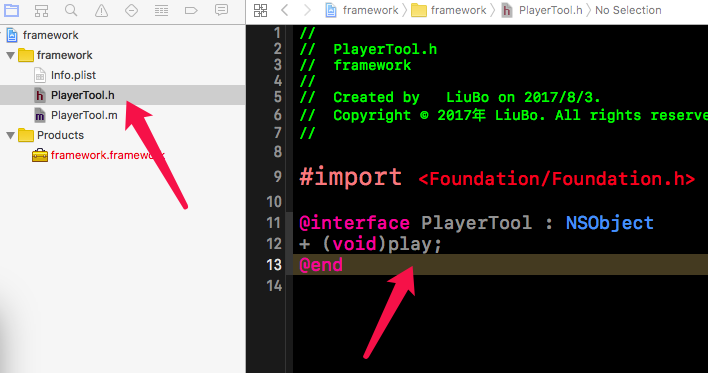 framework
framework
Info.plist
PlayerTool.h
PlayerTool.m
Products
framework.framework
framework framework PlayerTool.h No Selection
1 //
2 // PlayerTool.h
3 // framework
4 //
5 // Created by LiuBo on 2017/8/3.
6 // Copyright © 2017年 LiuBo. All rights reserve
7 //
8
9 #import <Foundation/Foundation.h>
10
11 @interface PlayerTool : NSObject
12 + (void)play;
13 @end
14